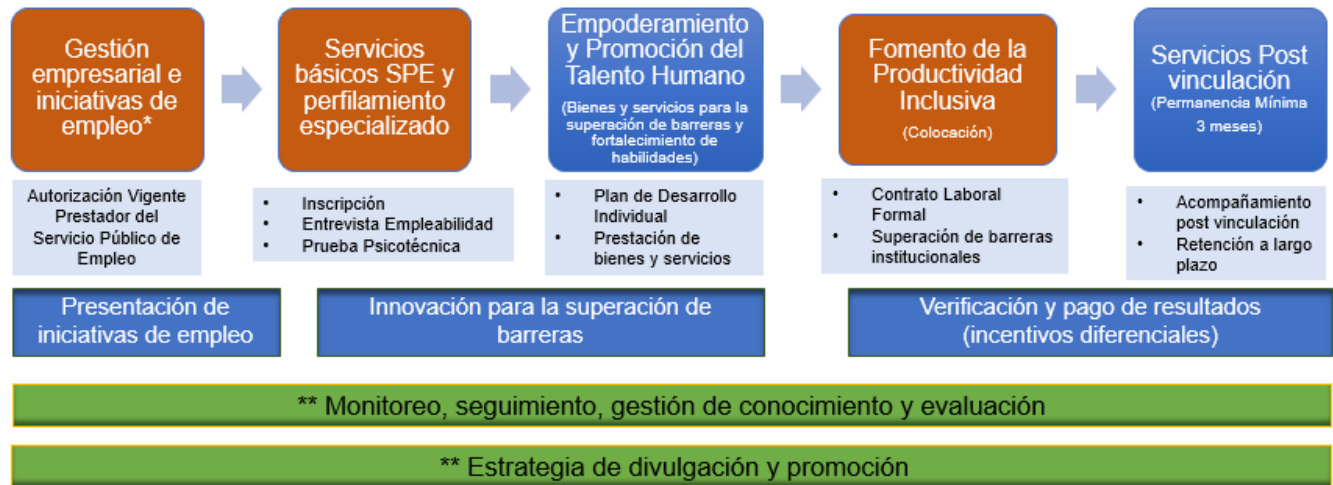 Gestión
empresarial e
iniciativas de
empleo*
Servicios
básicos SPE y
perfilamiento
especializado
Empoderamiento
y Promoción del
Talento Humano
(Bienes y servicios para la
superación de barreras y
fortalecimiento de
habilidades)
Fomento de la
Productividad
Inclusiva
(Colocación)
Servicios Post
vinculación
(Permanencia Mínima
3 meses)
Autorización Vigente
Prestador del
Servicio Público de
Empleo
• Inscripción
• Entrevista Empleabilidad
• Prueba Psicotécnica
• Plan de Desarrollo
Individual
• Prestación de
bienes y servicios
• Contrato Laboral
Formal
• Superación de barreras
institucionales
• Acompañamiento
post vinculación
• Retención a largo
plazo
Presentación de
iniciativas de empleo
Innovación para la superación de
barreras
Verificación y pago de resultados
(incentivos diferenciales)
** Monitoreo, seguimiento, gestión de conocimiento y evaluación
** Estrategia de divulgación y promoción